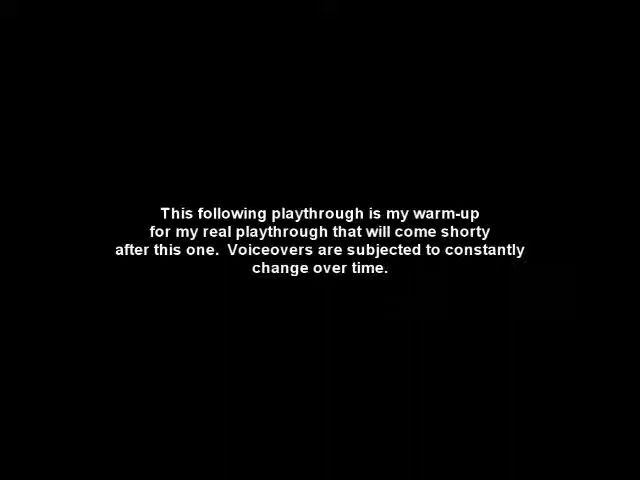 This following playthrough is my warm-up
for my real playthrough that will come shorty
after this one.  Voiceovers are subjected to constantly
change over time.